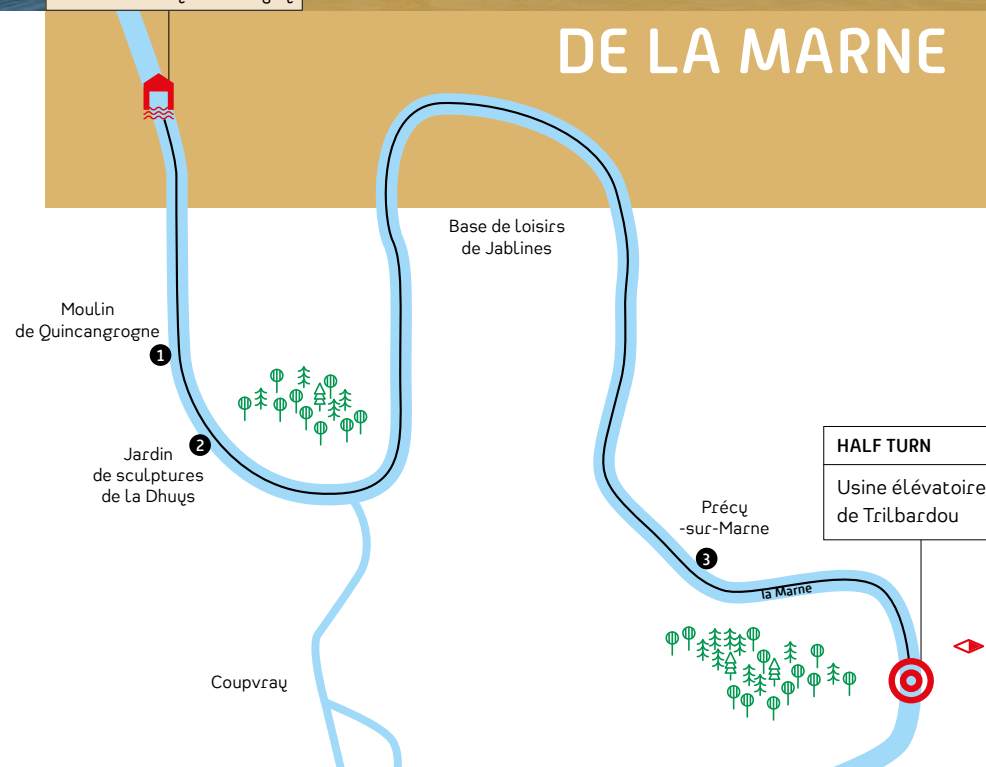 DE LA MARNE
Base de loisirs
de Jablines
Moulin
de Quincangrogne
1
2
Jardin
de sculptures
de la Dhuys
HALF TURN
Usine élévatoire
de Trilbardou
Précy
-sur-Marne
3
la Marne
Coupvray